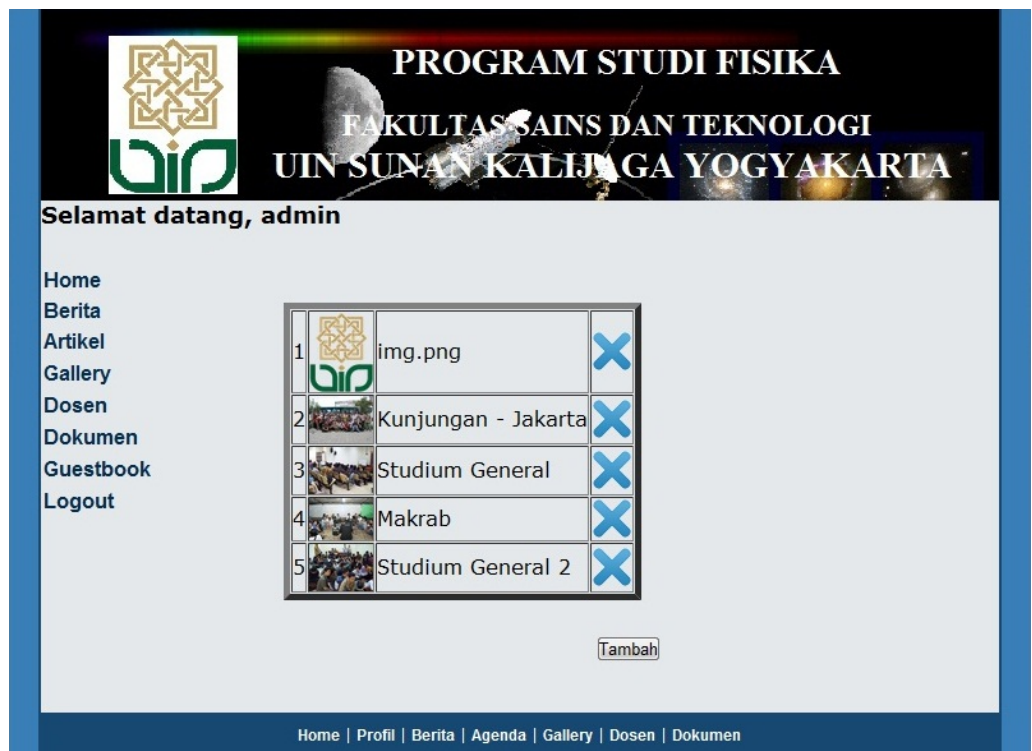 PROGRAM STUDI FISIKA
FAKULTAS SAINS DAN TEKNOLOGI
UIN SUNAN KALIJAGA YOGYAKARTA
Selamat datang, admin
Home
Berita
Artikel
Gallery
Dosen
Dokumen
Guestbook
Logout
1 img.png
2 Kunjungan - Jakarta
3 Studium General
4 Makrab
5 Studium General 2
Tambah
Home | Profil | Berita | Agenda | Gallery | Dosen | Dokumen